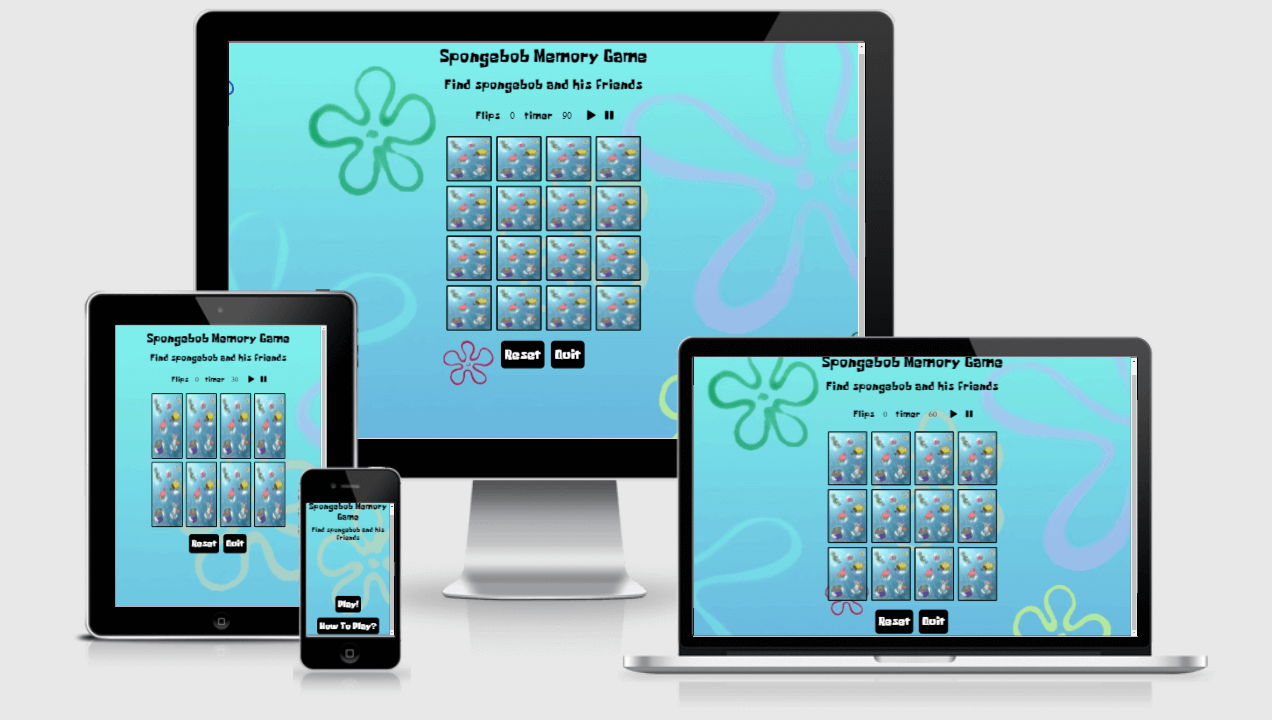 Spongebob Memory Game
Find spongebob and his friends
Flips 0 timer 90
Reset Quit
Spongebob Memory Game
Find spongebob and his friends
Flips 0 timer 30
Reset Quit
Spongebob Memory
Game
Find spongebob and his
friends
Play!
How To Play?
Spongebob Memory Game
Find spongebob and his friends
Flips 0 timer 60
Reset Quit